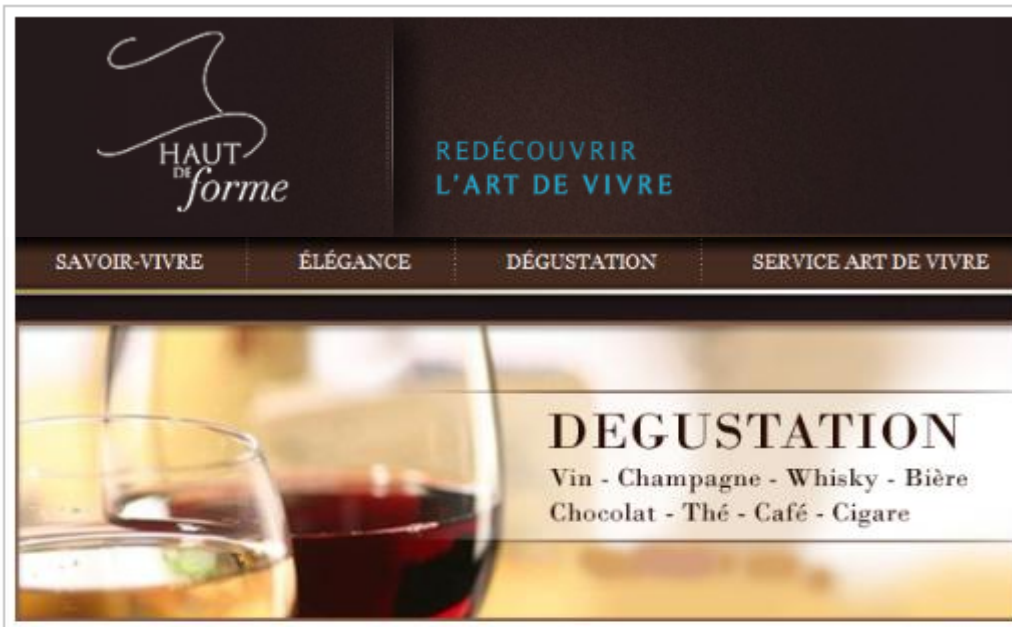 HAUT
DE
forme
REDÉCOUVRIR
L'ART DE VIVRE
SAVOIR-VIVRE ÉLÉGANCE DÉGUSTATION SERVICE ART DE VIVRE
DEGUSTATION
Vin - Champagne - Whisky - Bière
Chocolat - Thé - Café - Cigare